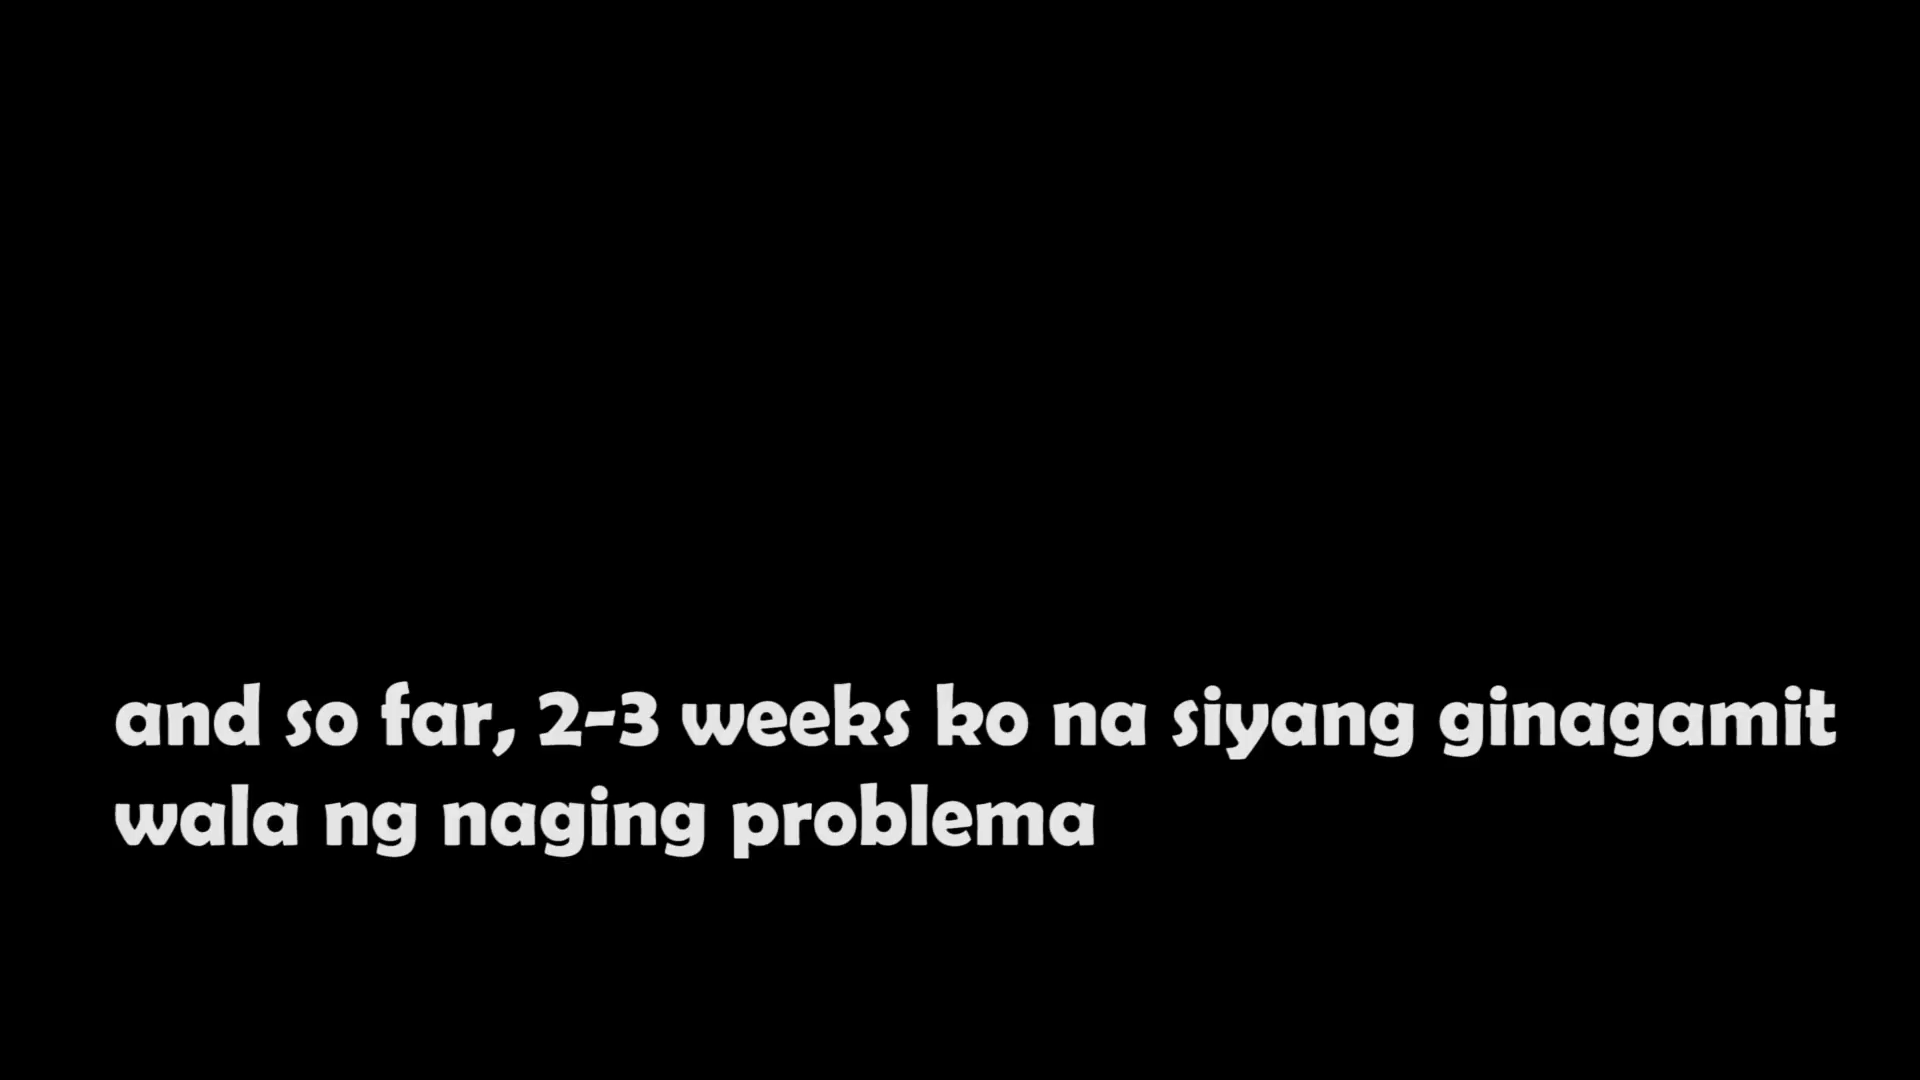 and so far, 2-3 weeks ko na siyang ginagamit
wala ng naging problema